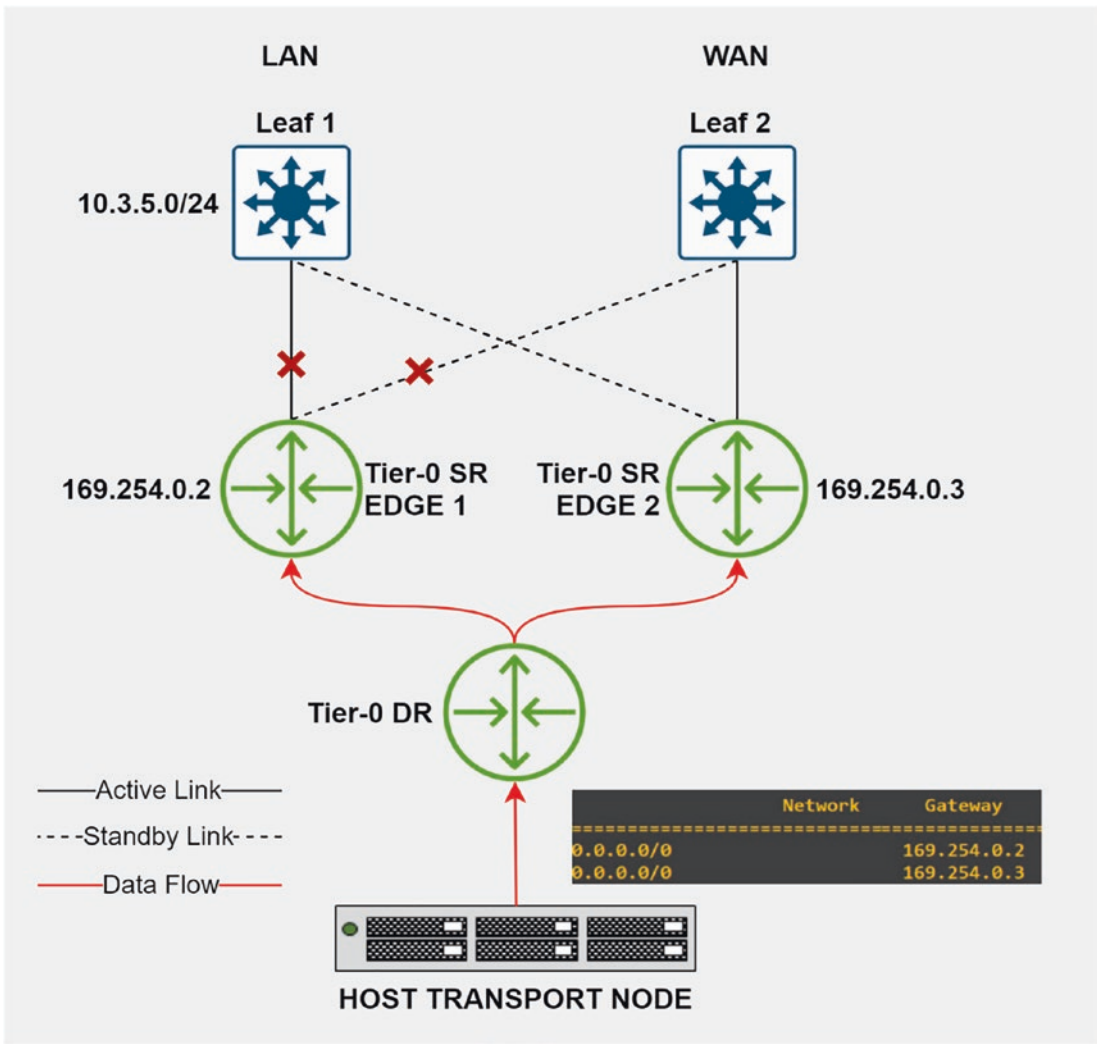 LAN
WAN
Leaf 1
Leaf 2
10.3.5.0/24
169.254.0.2
Tier-0 SR
EDGE 1
Tier-0 SR
EDGE 2
169.254.0.3
Tier-0 DR
Active Link
Standby Link
Data Flow
Network Gateway
0.0.0.0/0 169.254.0.2
0.0.0.0/0 169.254.0.3
HOST TRANSPORT NODE